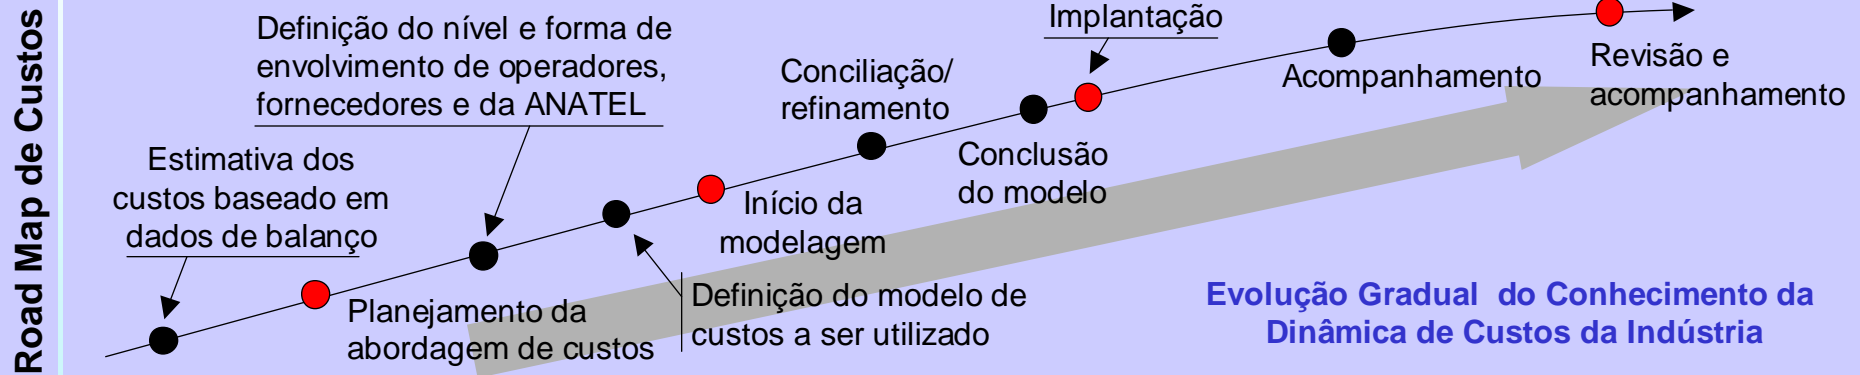 Road Map de Custos
Estimativa dos
custos baseado em
dados de balanço
Planejamento da
abordagem de custos
Definição do nível e forma de
envolvimento de operadores,
fornecedores e da ANATEL
Definição do modelo de
custos a ser utilizado
Início da
modelagem
Conciliação/
refinamento
Conclusão
do modelo
Implantação
Acompanhamento
Revisão e
acompanhamento
Evolução Gradual  do Conhecimento da
Dinâmica de Custos da Indústria